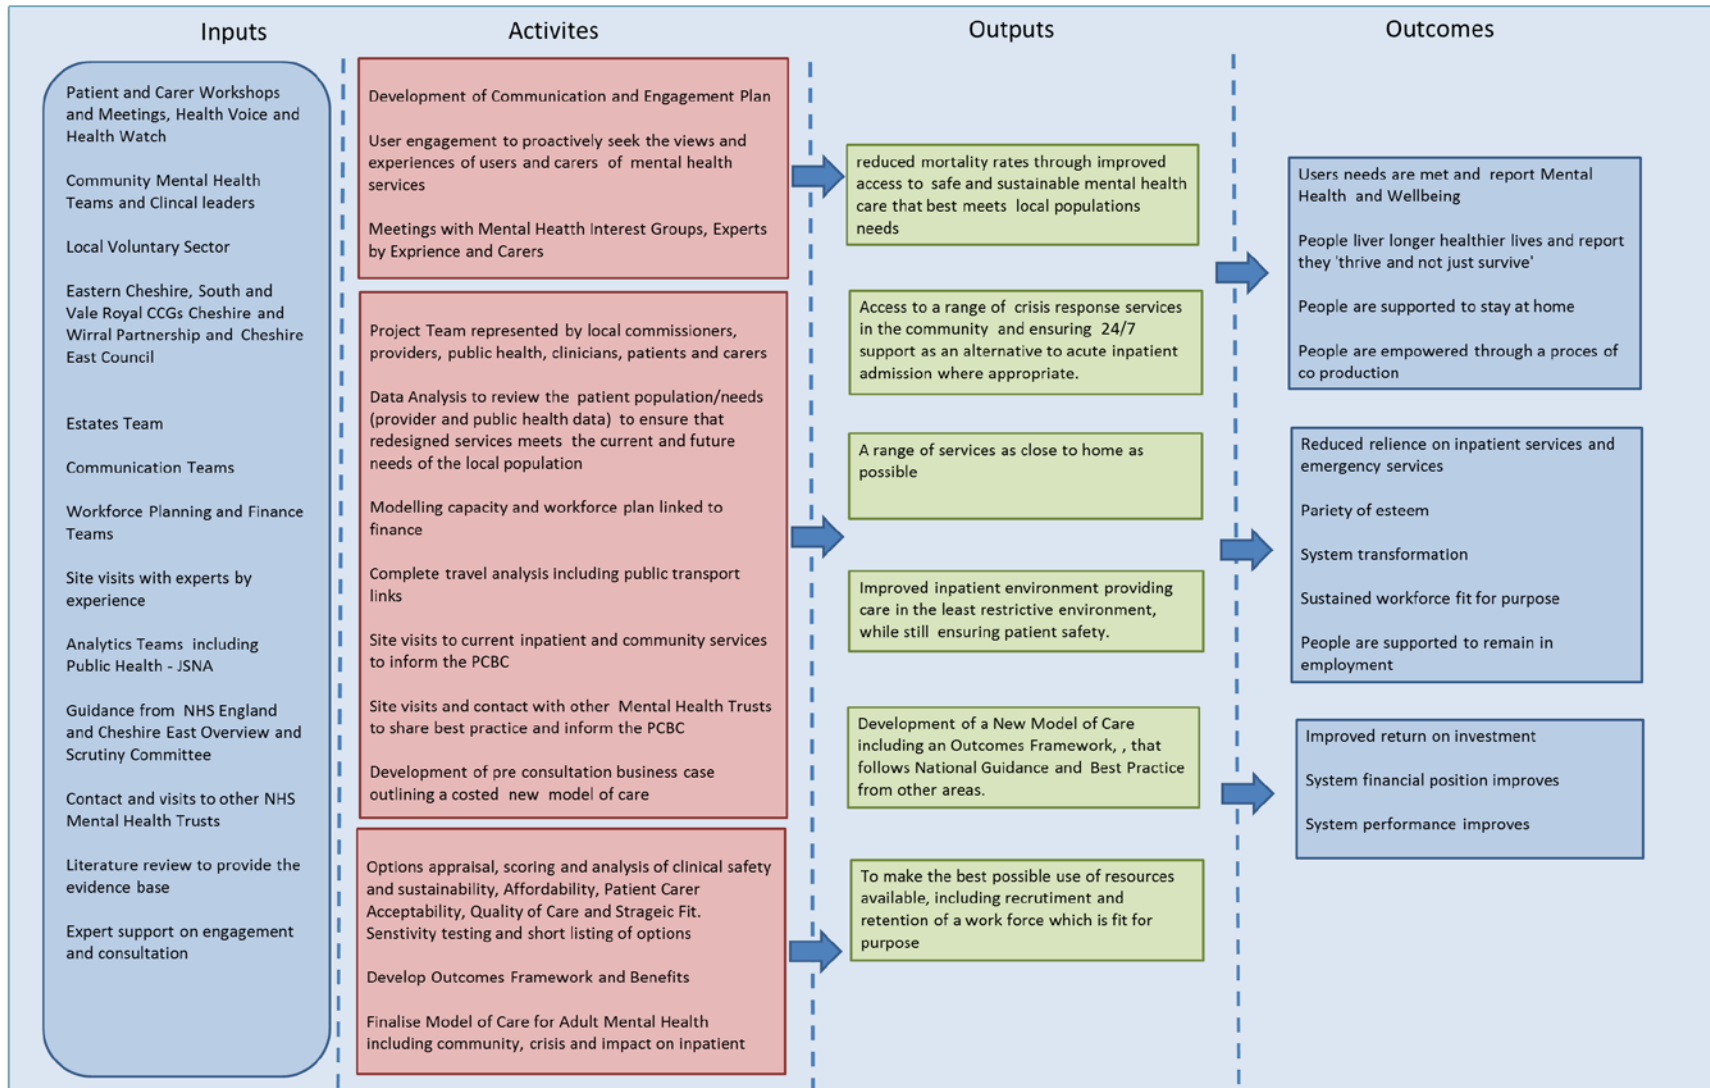 Inputs
Patient and Carer Workshops
and Meetings, Health Voice and
Health Watch
Community Mental Health
Teams and Clincal leaders
Local Voluntary Sector
Eastern Cheshire, South and
Vale Royal CCGs Cheshire and
Wirral Partnership and Cheshire
East Council
Estates Team
Communication Teams
Workforce Planning and Finance
Teams
Site visits with experts by
experience
Analytics Teams including
Public Health - JSNA
Guidance from NHS England
and Cheshire East Overview and
Scrutiny Committee
Contact and visits to other NHS
Mental Health Trusts
Literature review to provide the
evidence base
Expert support on engagement
and consultation
Activites
Development of Communication and Engagement Plan
User engagement to proactively seek the views and
experiences of users and carers of mental health
services
Meetings with Mental Heatth Interest Groups, Experts
by Exprience and Carers
Project Team represented by local commissioners,
providers, public health, clinicians, patients and carers
Data Analysis to review the patient population/needs
(provider and public health data) to ensure that
redesigned services meets the current and future
needs of the local population
Modelling capacity and workforce plan linked to
finance
Complete travel analysis including public transport
links
Site visits to current inpatient and community services
to inform the PCBC
Site visits and contact with other Mental Health Trusts
to share best practice and inform the PCBC
Development of pre consultation business case
outlining a costed new model of care
Options appraisal, scoring and analysis of clinical safety
and sustainability, Affordability, Patient Carer
Acceptability, Quality of Care and Strageic Fit.
Senstivity testing and short listing of options
Develop Outcomes Framework and Benefits
Finalise Model of Care for Adult Mental Health
including community, crisis and impact on inpatient
Outputs
reduced mortality rates through improved
access to safe and sustainable mental health
care that best meets local populations
needs
Access to a range of crisis response services
in the community and ensuring 24/7
support as an alternative to acute inpatient
admission where appropriate.
A range of services as close to home as
possible
Improved inpatient environment providing
care in the least restrictive environment,
while still ensuring patient safety.
Development of a New Model of Care
including an Outcomes Framework, , that
follows National Guidance and Best Practice
from other areas.
To make the best possible use of resources
available, including recrutiment and
retention of a work force which is fit for
purpose
Outcomes
Users needs are met and report Mental
Health and Wellbeing
People liver longer healthier lives and report
they 'thrive and not just survive'
People are supported to stay at home
People are empowered through a proces of
co production
Reduced relience on inpatient services and
emergency services
Pariety of esteem
System transformation
Sustained workforce fit for purpose
People are supported to remain in
employment
Improved return on investment
System financial position improves
System performance improves